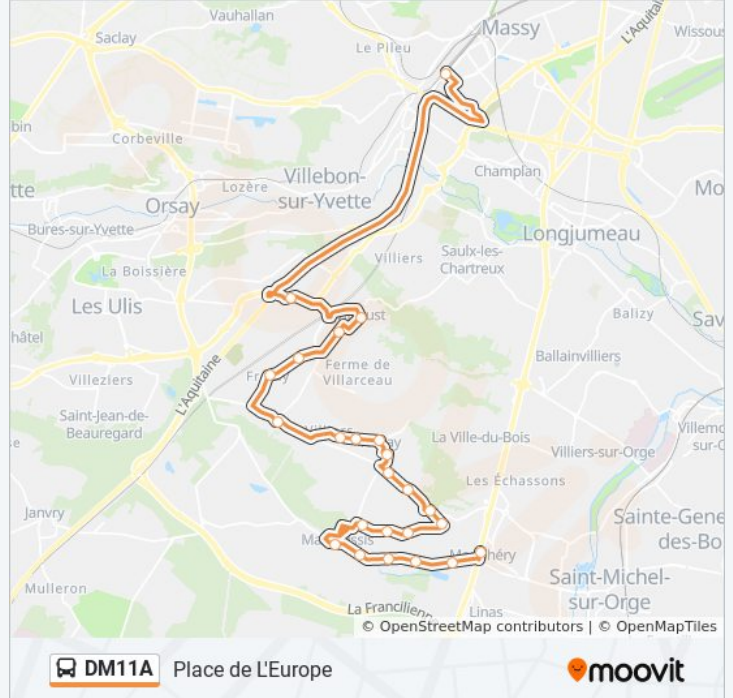 Vauhallan
Massy
L'Aquitaine
Saclay
Le Pileu
Wissous
bin
Corbeville
Champlan
Villebon-
sur-Yvette
Lozère
tte
Orsay
Mo
Bures-sur-Yvette
Longjumeau
Villiers
Saulx-les-
Chartreux
La Boissière
Les Ulis
Balizy
Sav
hâtel
ust
Ballainvilliers
L'Aquitaine
Ferme de
Villarceau
Villeziers
Saint-Jean-de-
Beauregard
ay
La Ville-du-Bois
Villemo
sur-O
e
Villiers-sur-Orge
Les Échassons
Janvry
Sainte-Gene
des-Bo
Saint-Michel-
sur-Orge
Mulleron
La Francilienne
Linas
© OpenStreetMap contributors | © OpenMapTiles
DM11A Place de L'Europe
moovit